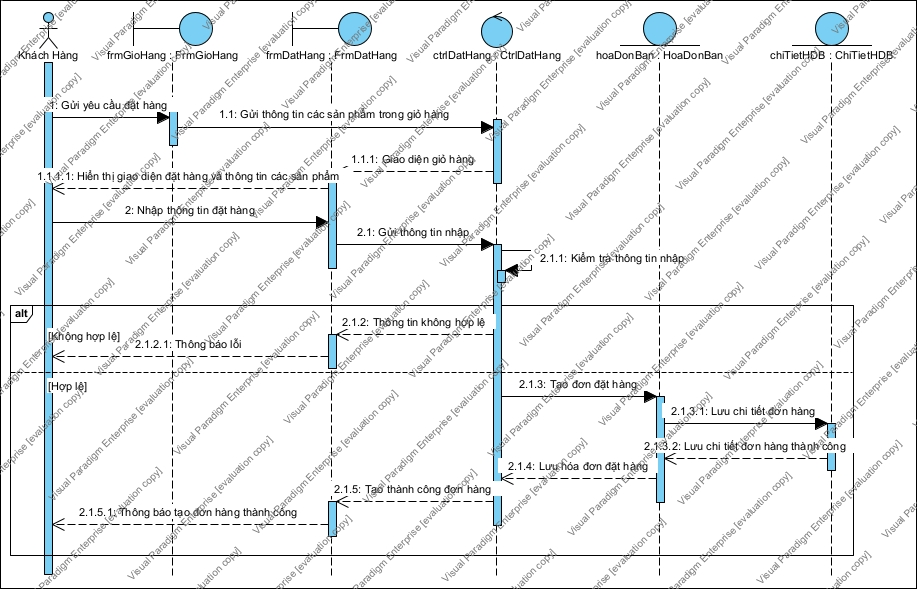 Khách Hàng
frmGioHang : FrmGioHang
frmDatHang : FrmDatHang
ctrlDatHang : CtrlDatHang
hoaDonBan : HoaDonBan
chiTietHDB : ChiTietHDB
1: Gửi yêu cầu đặt hàng
1.1: Gửi thông tin các sản phẩm trong giỏ hàng
1.1.1: Giao diện giỏ hàng
1.1.1.1: Hiển thị giao diện đặt hàng và thông tin các sản phẩm
2: Nhập thông tin đặt hàng
2.1: Gửi thông tin nhập
2.1.1: Kiểm tra thông tin nhập
alt
2.1.2: Thông tin không hợp lệ
[Không hợp lệ]
2.1.2.1: Thông báo lỗi
[Hợp lệ]
2.1.3: Tạo đơn đặt hàng
2.1.3.1: Lưu chi tiết đơn hàng
2.1.3.2: Lưu chi tiết đơn hàng thành công
2.1.4: Lưu hóa đơn đặt hàng
2.1.5: Tạo thành công đơn hàng
2.1.5.1: Thông báo tạo đơn hàng thành công
Visual Paradigm Enterprise [evaluation copy]